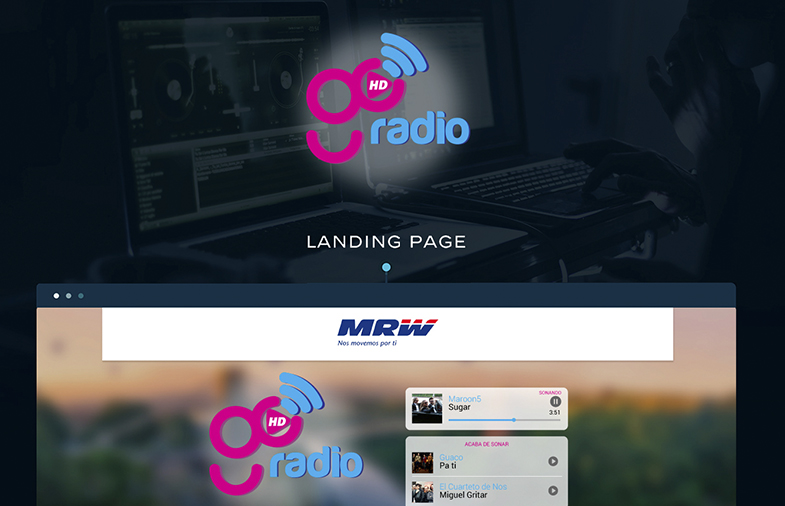 go
HD
radio
LANDING PAGE
MRW
Nos movemos por ti
go
HD
radio
SONANDO
Maroon5
Sugar
3:51
ACABA DE SONAR
Guaco
Pa ti
El Cuarteto de Nos
Miguel Gritar